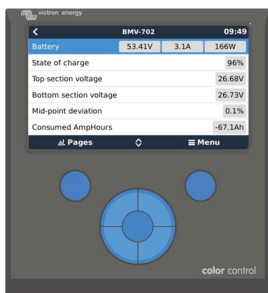 victron energy
BMV-702 09:49
Battery 53.41V 3.1A 166W
State of charge 96%
Top section voltage 26.68V
Bottom section voltage 26.73V
Mid-point deviation 0.1%
Consumed AmpHours -67.1Ah
Pages Menu
color control